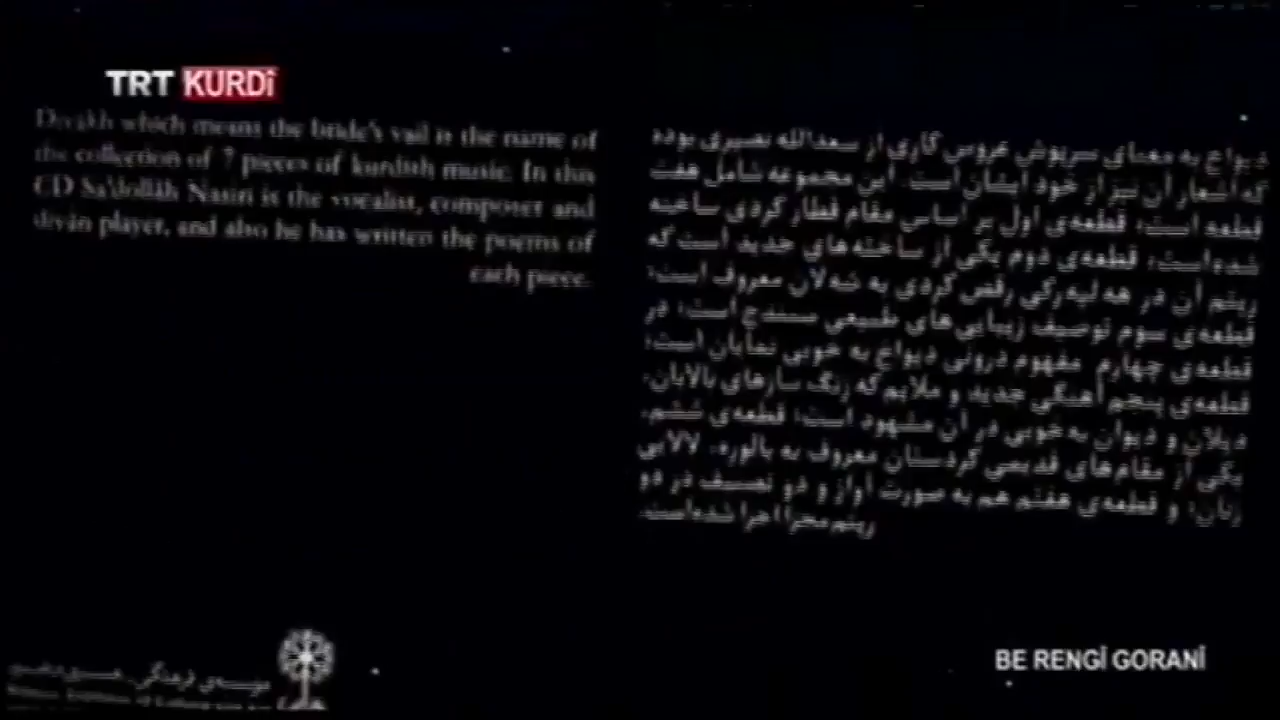 TRT KURDî
which means the bride's vail is the name of
the collection of 7 pieces of kurdish music. In this
CD Sa'dollāh Nasiri is the vocalist, composer and
divān player, and also he has written the poems of
each piece.
دیواخ به معنای سرپوش عروس کاری از سعدالله نصیری بوده
که اشعار آن نیز از خود ایشان است. این مجموعه شامل هفت
قطعه است، قطعه‌ی اول بر اساس مقام قطار کردی ساخته
شده‌است، قطعه‌ی دوم یکی از ساخته‌های جدید است که
ریتم آن در هه‌لپه‌رکی رقص کردی به شه‌لان معروف است،
قطعه‌ی سوم توصیف زیبایی‌های طبیعی سنندج است، در
قطعه‌ی چهارم مفهوم درونی دیواخ به خوبی نمایان است،
قطعه‌ی پنجم آهنگی جدید و ملایم که رنگ سازهای بالابان،
دیلان و دیوان به خوبی در آن مشهود است، قطعه‌ی ششم،
یکی از مقام‌های قدیمی کردستان معروف به بالوره،
زنان، و قطعه‌ی هفتم هم به صورت آواز و دو تصنیف در دو
ریتم مجزا اجرا شده‌است.
فرهنگی
BE RENGİ GORANİ